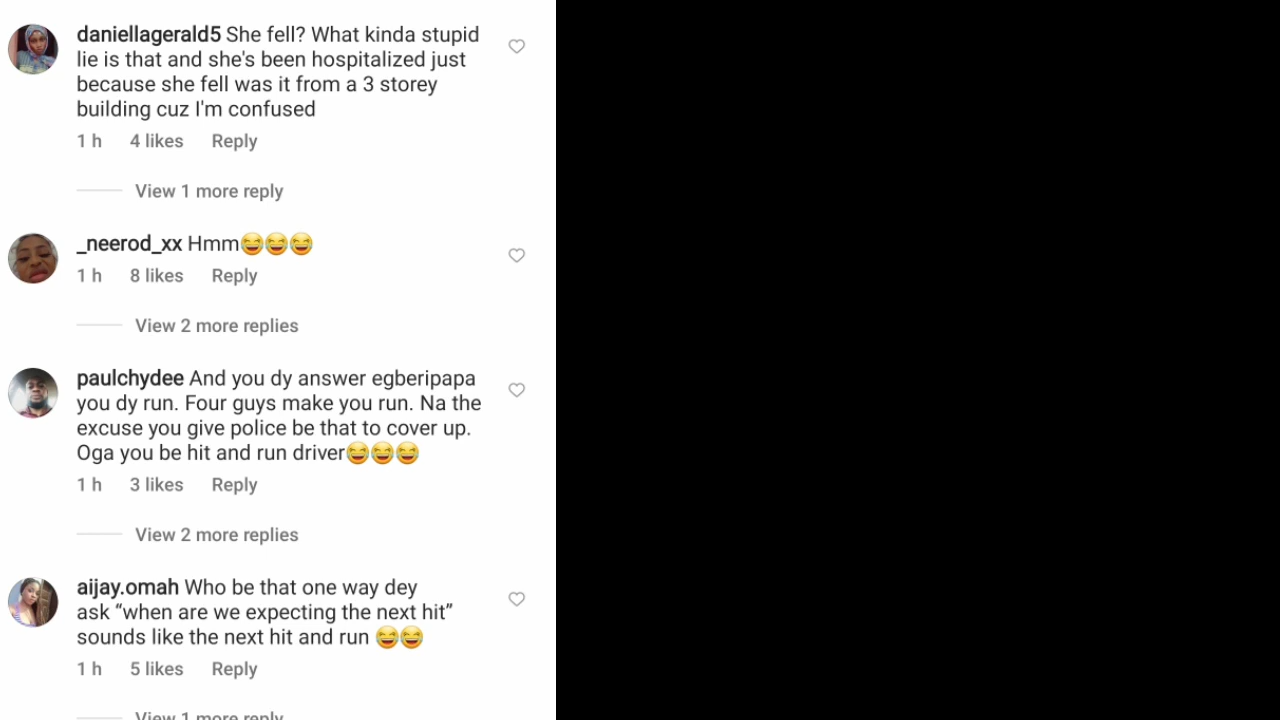 daniellagerald5 She fell? What kinda stupid
lie is that and she's been hospitalized just
because she fell was it from a 3 storey
building cuz I'm confused
1 h 4 likes Reply
View 1 more reply
_neerod_xx Hmm😂😂😂
1 h 8 likes Reply
View 2 more replies
paulchydee And you dy answer egberipapa
you dy run. Four guys make you run. Na the
excuse you give police be that to cover up.
Oga you be hit and run driver😂😂😂
1 h 3 likes Reply
View 2 more replies
aijay.omah Who be that one way dey
ask “when are we expecting the next hit”
sounds like the next hit and run 😂😂
1 h 5 likes Reply
View 1 more reply